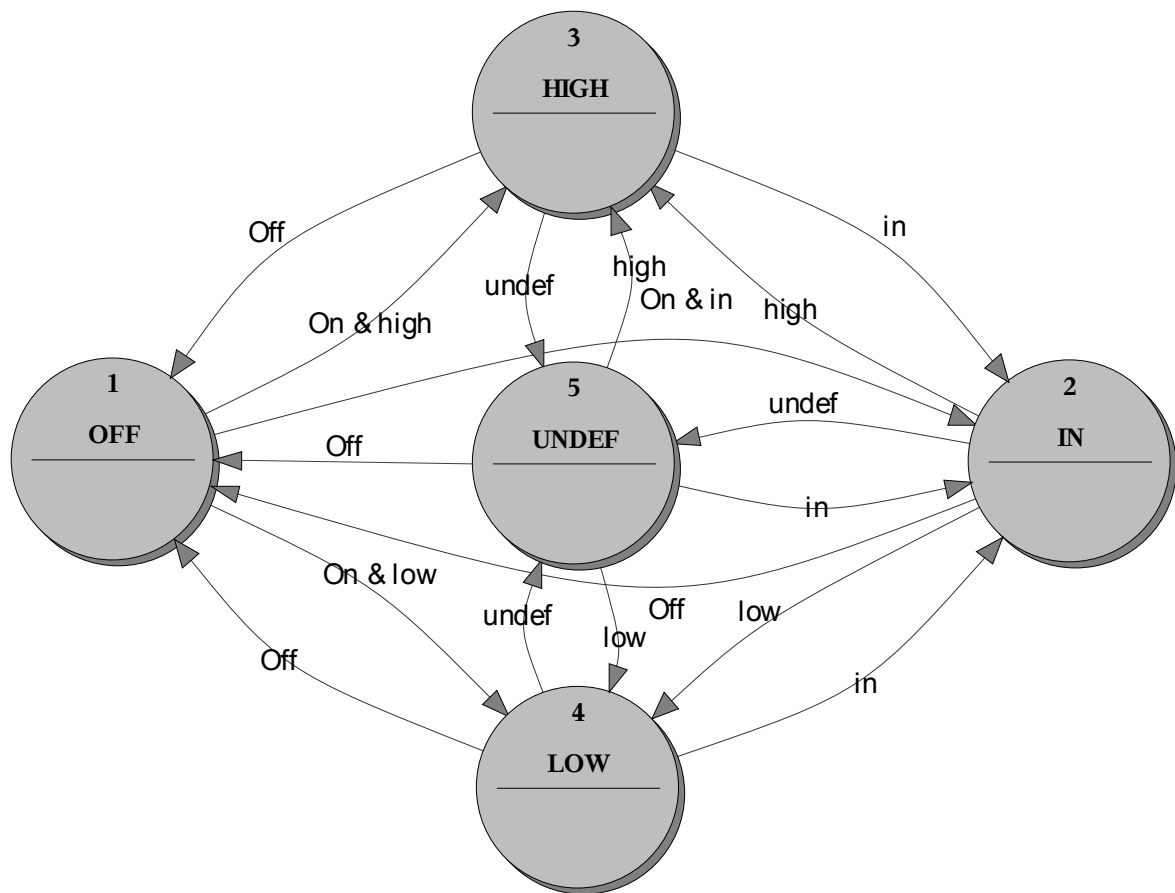 3
HIGH
Off
in
undef
high
On & in
On & high
high
1
OFF
5
UNDEF
2
IN
undef
Off
in
On & low
undef
Off
low
low
Off
in
4
LOW